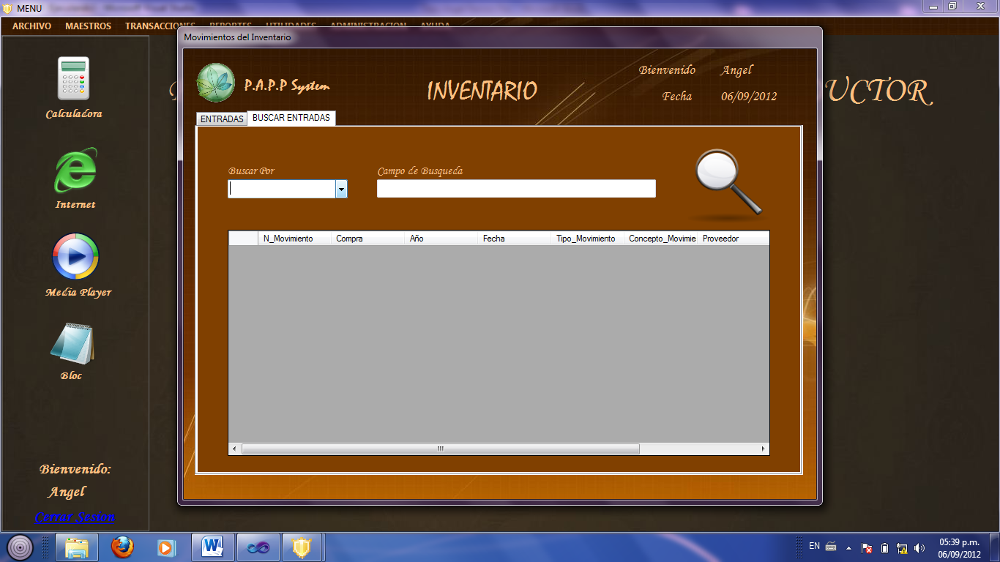 MENU
ARCHIVO MAESTROS TRANSACCIONES REPORTES UTILIDADES ADMINISTRACION AYUDA
Movimientos del Inventario
P.A.P.P System
INVENTARIO
Bienvenido Angel
Fecha 06/09/2012
UCTOR
ENTRADAS BUSCAR ENTRADAS
Buscar Por Campo de Busqueda
N_Movimiento Compra Año Fecha Tipo_Movimiento Concepto_Movimie Proveedor
Calculadora
Internet
Media Player
Bloc
Bienvenido:
Angel
Cerrar Sesion
EN
05:39 p.m.
06/09/2012